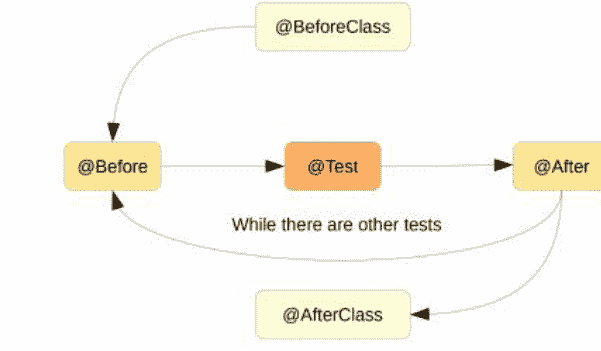 @BeforeClass
@Before
@Test
@After
While there are other tests
@AfterClass